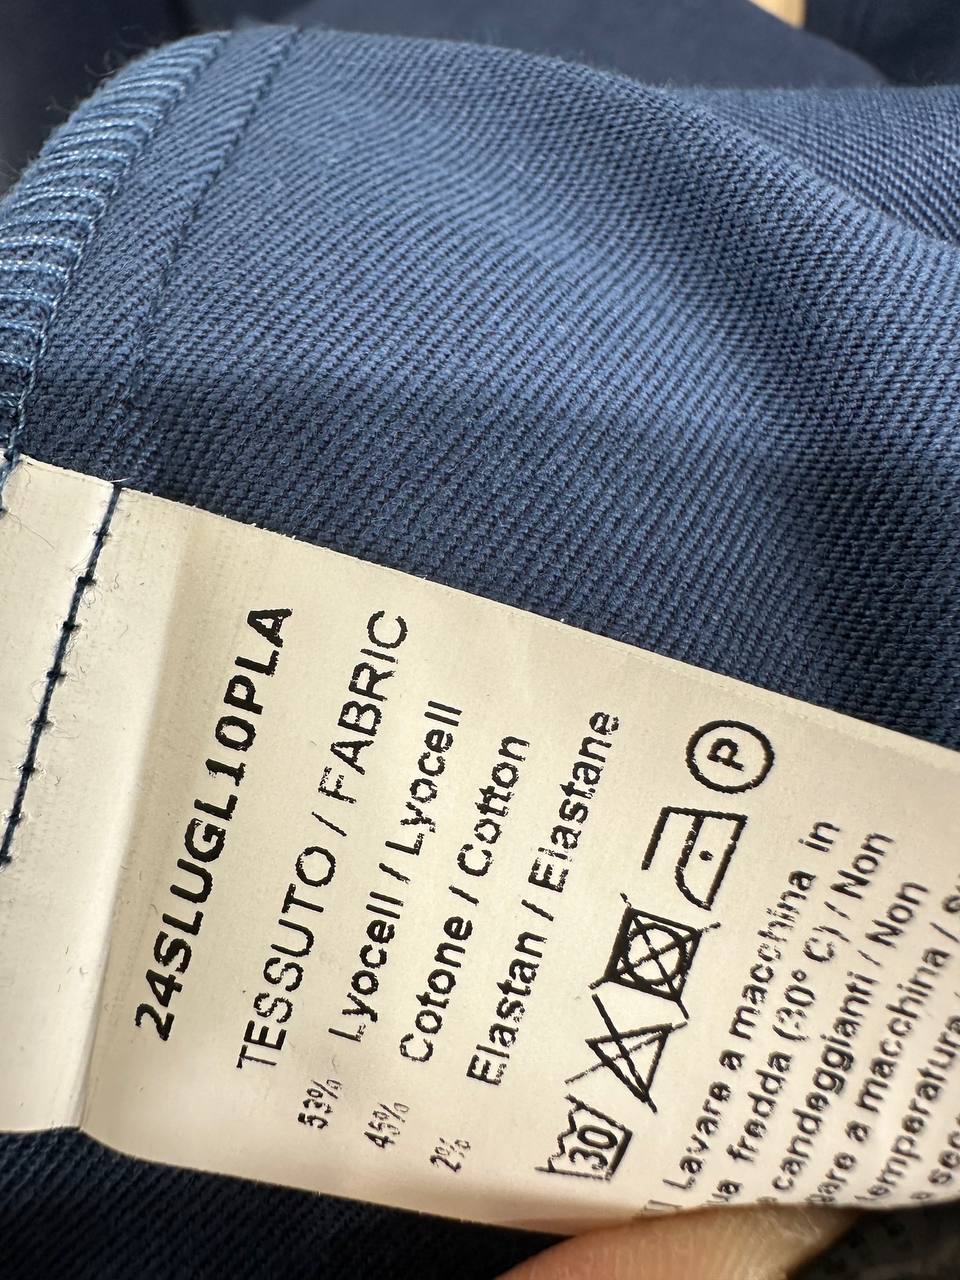 24SLUGL10PLA
TESSUTO / FABRIC
53% Lyocell / Lyocell
45% Cotone / Cotton
2% Elastan / Elastane
30 P
Lavare a macchina in
fredda (30° C) / Non
candeggianti / Non
a macchina /